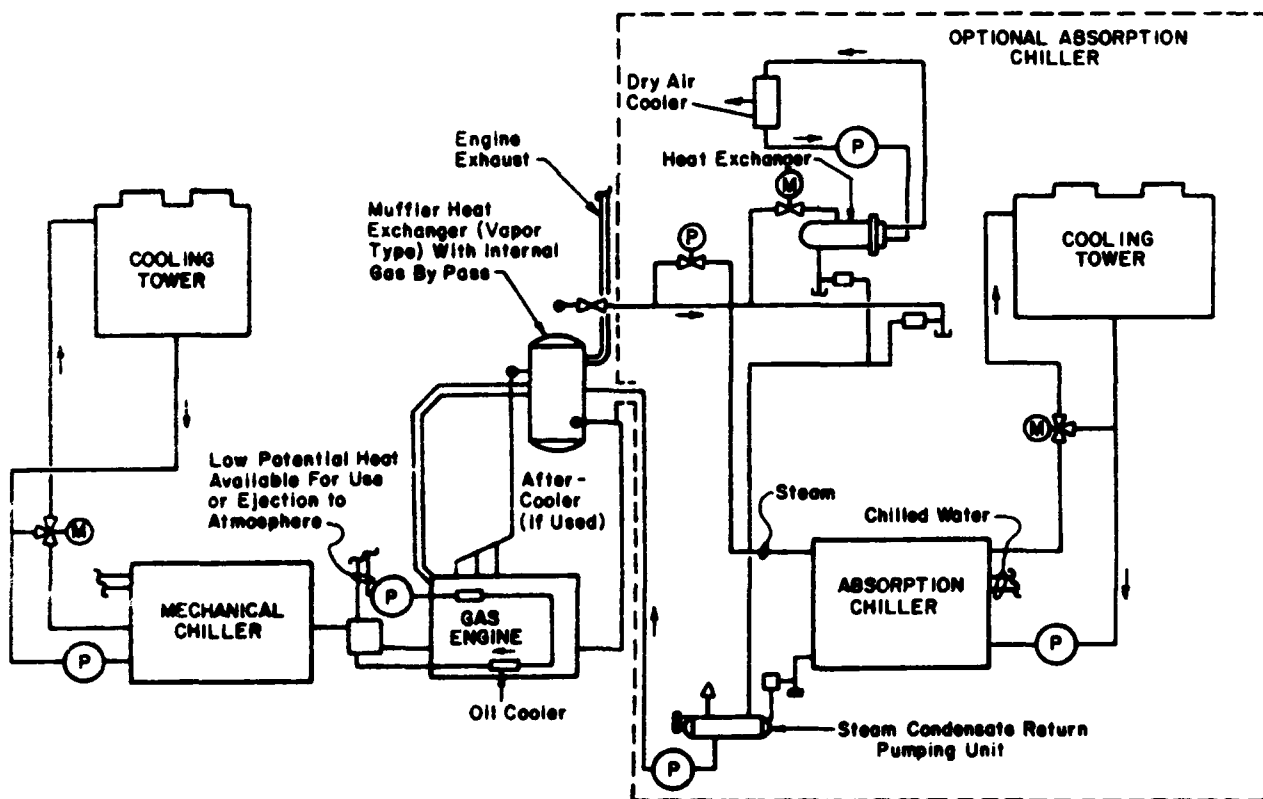 OPTIONAL ABSORPTION
CHILLER
Dry Air
Cooler
P
Heat Exchanger
M
Engine
Exhaust
Muffler Heat
Exchanger (Vapor
Type) With Internal
Gas By Pass
P
COOLING
TOWER
COOLING
TOWER
M
Low Potential Heat
Available For Use
or Ejection to
Atmosphere
After-
Cooler
(if Used)
M
Steam
Chilled Water
MECHANICAL
CHILLER
P
P
GAS
ENGINE
Oil Cooler
ABSORPTION
CHILLER
P
Steam Condensate Return
Pumping Unit
P